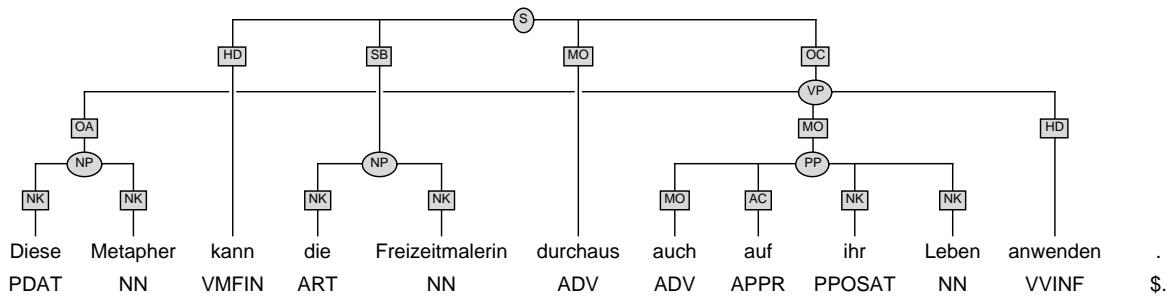 S
HD SB MO OC
VP
OA MO HD
NP NP PP
NK NK NK NK MO AC NK NK
Diese Metapher kann die Freizeitmalerin durchaus auch auf ihr Leben anwenden .
PDAT NN VMFIN ART NN ADV ADV APPR PPOSAT NN VVINF $.